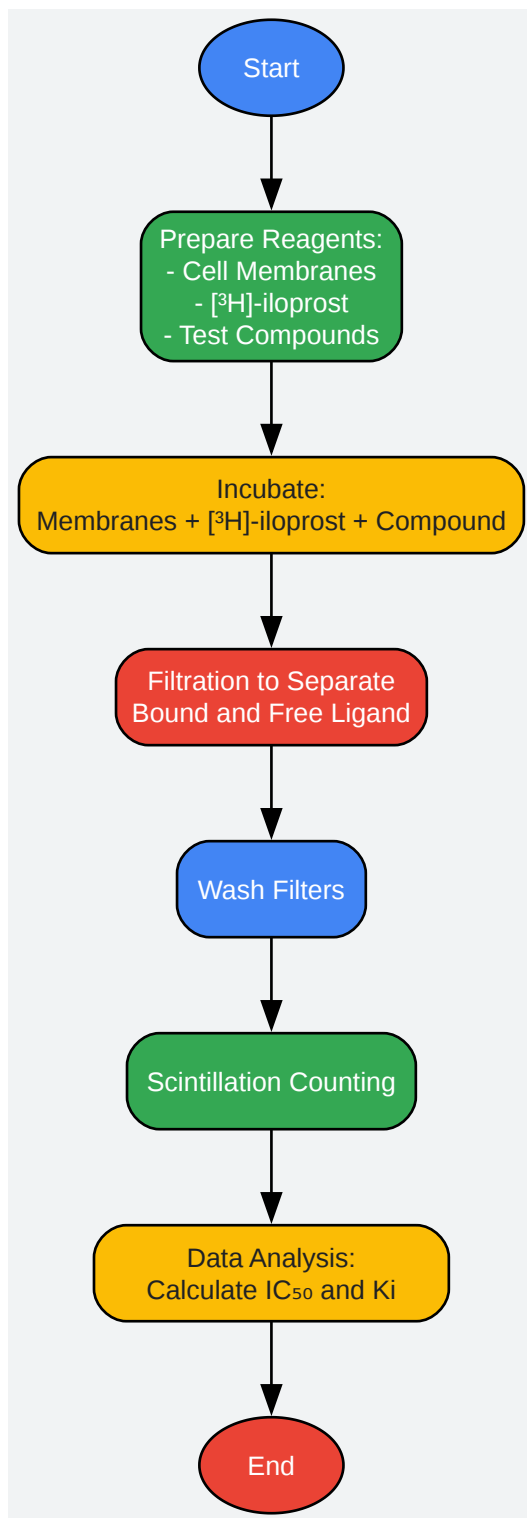 Start
Prepare Reagents:
- Cell Membranes
- [³H]-iloprost
- Test Compounds
Incubate:
Membranes + [³H]-iloprost + Compound
Filtration to Separate
Bound and Free Ligand
Wash Filters
Scintillation Counting
Data Analysis:
Calculate IC₅₀ and Ki
End